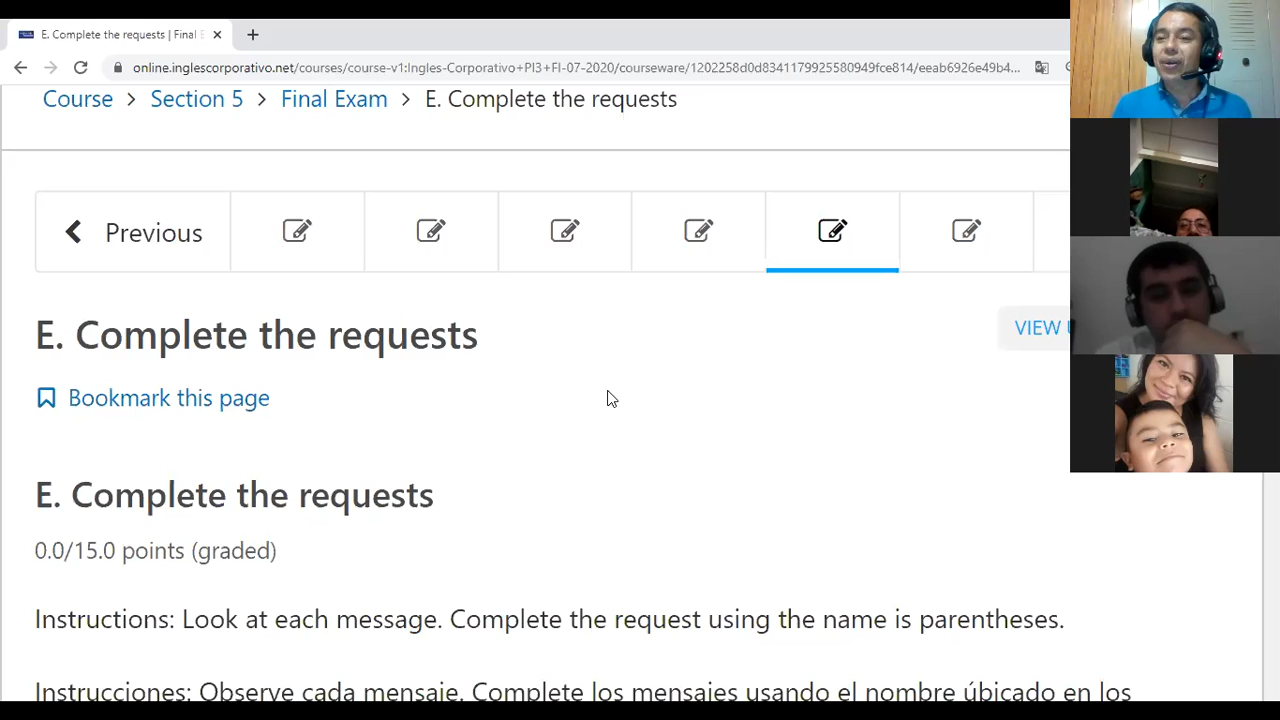 E. Complete the requests | Final E
online.inglescorporativo.net/courses/course-v1:Ingles-Corporativo+PI3+FI-07-2020/courseware/1202258d0d8341179925580949fce814/eeab6926e49b4...
Course > Section 5 > Final Exam > E. Complete the requests
Previous
E. Complete the requests
VIEW
Bookmark this page
E. Complete the requests
0.0/15.0 points (graded)
Instructions: Look at each message. Complete the request using the name is parentheses.
Instrucciones: Observe cada mensaje. Complete los mensajes usando el nombre úbicado en los